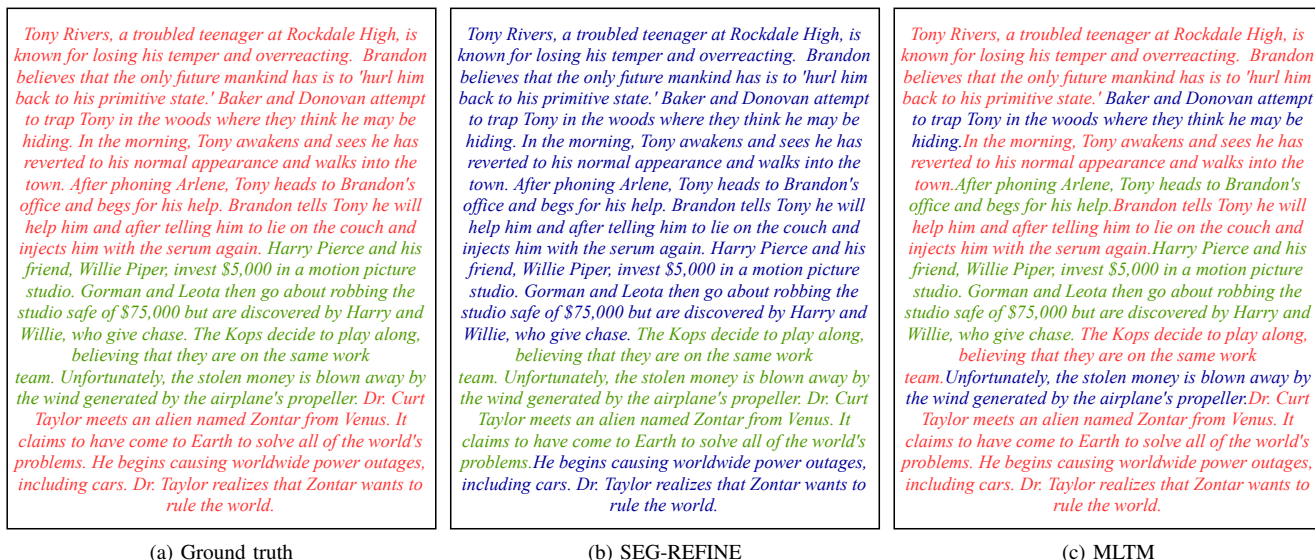 Tony Rivers, a troubled teenager at Rockdale High, is
known for losing his temper and overreacting. Brandon
believes that the only future mankind has is to 'hurl him
back to his primitive state.' Baker and Donovan attempt
to trap Tony in the woods where they think he may be
hiding. In the morning, Tony awakens and sees he has
reverted to his normal appearance and walks into the
town. After phoning Arlene, Tony heads to Brandon's
office and begs for his help. Brandon tells Tony he will
help him and after telling him to lie on the couch and
injects him with the serum again. Harry Pierce and his
friend, Willie Piper, invest $5,000 in a motion picture
studio. Gorman and Leota then go about robbing the
studio safe of $75,000 but are discovered by Harry and
Willie, who give chase. The Kops decide to play along,
believing that they are on the same work
team. Unfortunately, the stolen money is blown away by
the wind generated by the airplane's propeller. Dr. Curt
Taylor meets an alien named Zontar from Venus. It
claims to have come to Earth to solve all of the world's
problems. He begins causing worldwide power outages,
including cars. Dr. Taylor realizes that Zontar wants to
rule the world.
(a) Ground truth
Tony Rivers, a troubled teenager at Rockdale High, is
known for losing his temper and overreacting. Brandon
believes that the only future mankind has is to 'hurl him
back to his primitive state.' Baker and Donovan attempt
to trap Tony in the woods where they think he may be
hiding. In the morning, Tony awakens and sees he has
reverted to his normal appearance and walks into the
town. After phoning Arlene, Tony heads to Brandon's
office and begs for his help. Brandon tells Tony he will
help him and after telling him to lie on the couch and
injects him with the serum again. Harry Pierce and his
friend, Willie Piper, invest $5,000 in a motion picture
studio. Gorman and Leota then go about robbing the
studio safe of $75,000 but are discovered by Harry and
Willie, who give chase. The Kops decide to play along,
believing that they are on the same work
team. Unfortunately, the stolen money is blown away by
the wind generated by the airplane's propeller. Dr. Curt
Taylor meets an alien named Zontar from Venus. It
claims to have come to Earth to solve all of the world's
problems.He begins causing worldwide power outages,
including cars. Dr. Taylor realizes that Zontar wants to
rule the world.
(b) SEG-REFINE
Tony Rivers, a troubled teenager at Rockdale High, is
known for losing his temper and overreacting. Brandon
believes that the only future mankind has is to 'hurl him
back to his primitive state.' Baker and Donovan attempt
to trap Tony in the woods where they think he may be
hiding.In the morning, Tony awakens and sees he has
reverted to his normal appearance and walks into the
town.After phoning Arlene, Tony heads to Brandon's
office and begs for his help.Brandon tells Tony he will
help him and after telling him to lie on the couch and
injects him with the serum again.Harry Pierce and his
friend, Willie Piper, invest $5,000 in a motion picture
studio. Gorman and Leota then go about robbing the
studio safe of $75,000 but are discovered by Harry and
Willie, who give chase. The Kops decide to play along,
believing that they are on the same work
team.Unfortunately, the stolen money is blown away by
the wind generated by the airplane's propeller.Dr. Curt
Taylor meets an alien named Zontar from Venus. It
claims to have come to Earth to solve all of the world's
problems. He begins causing worldwide power outages,
including cars. Dr. Taylor realizes that Zontar wants to
rule the world.
(c) MLTM